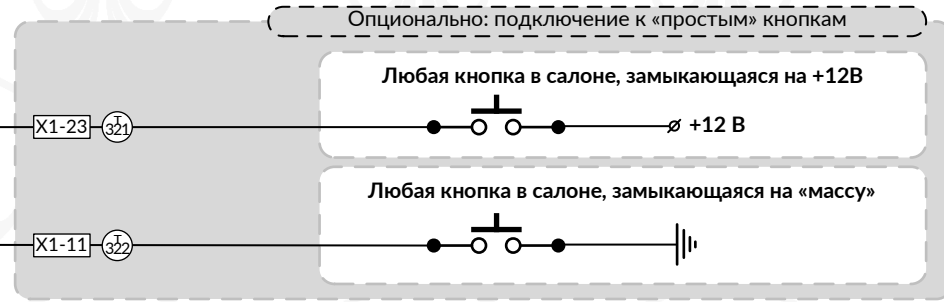 Опционально: подключение к «простым» кнопкам
Любая кнопка в салоне, замыкающаяся на +12В
X1-23
T
321
+12 В
Любая кнопка в салоне, замыкающаяся на «массу»
X1-11
T
322